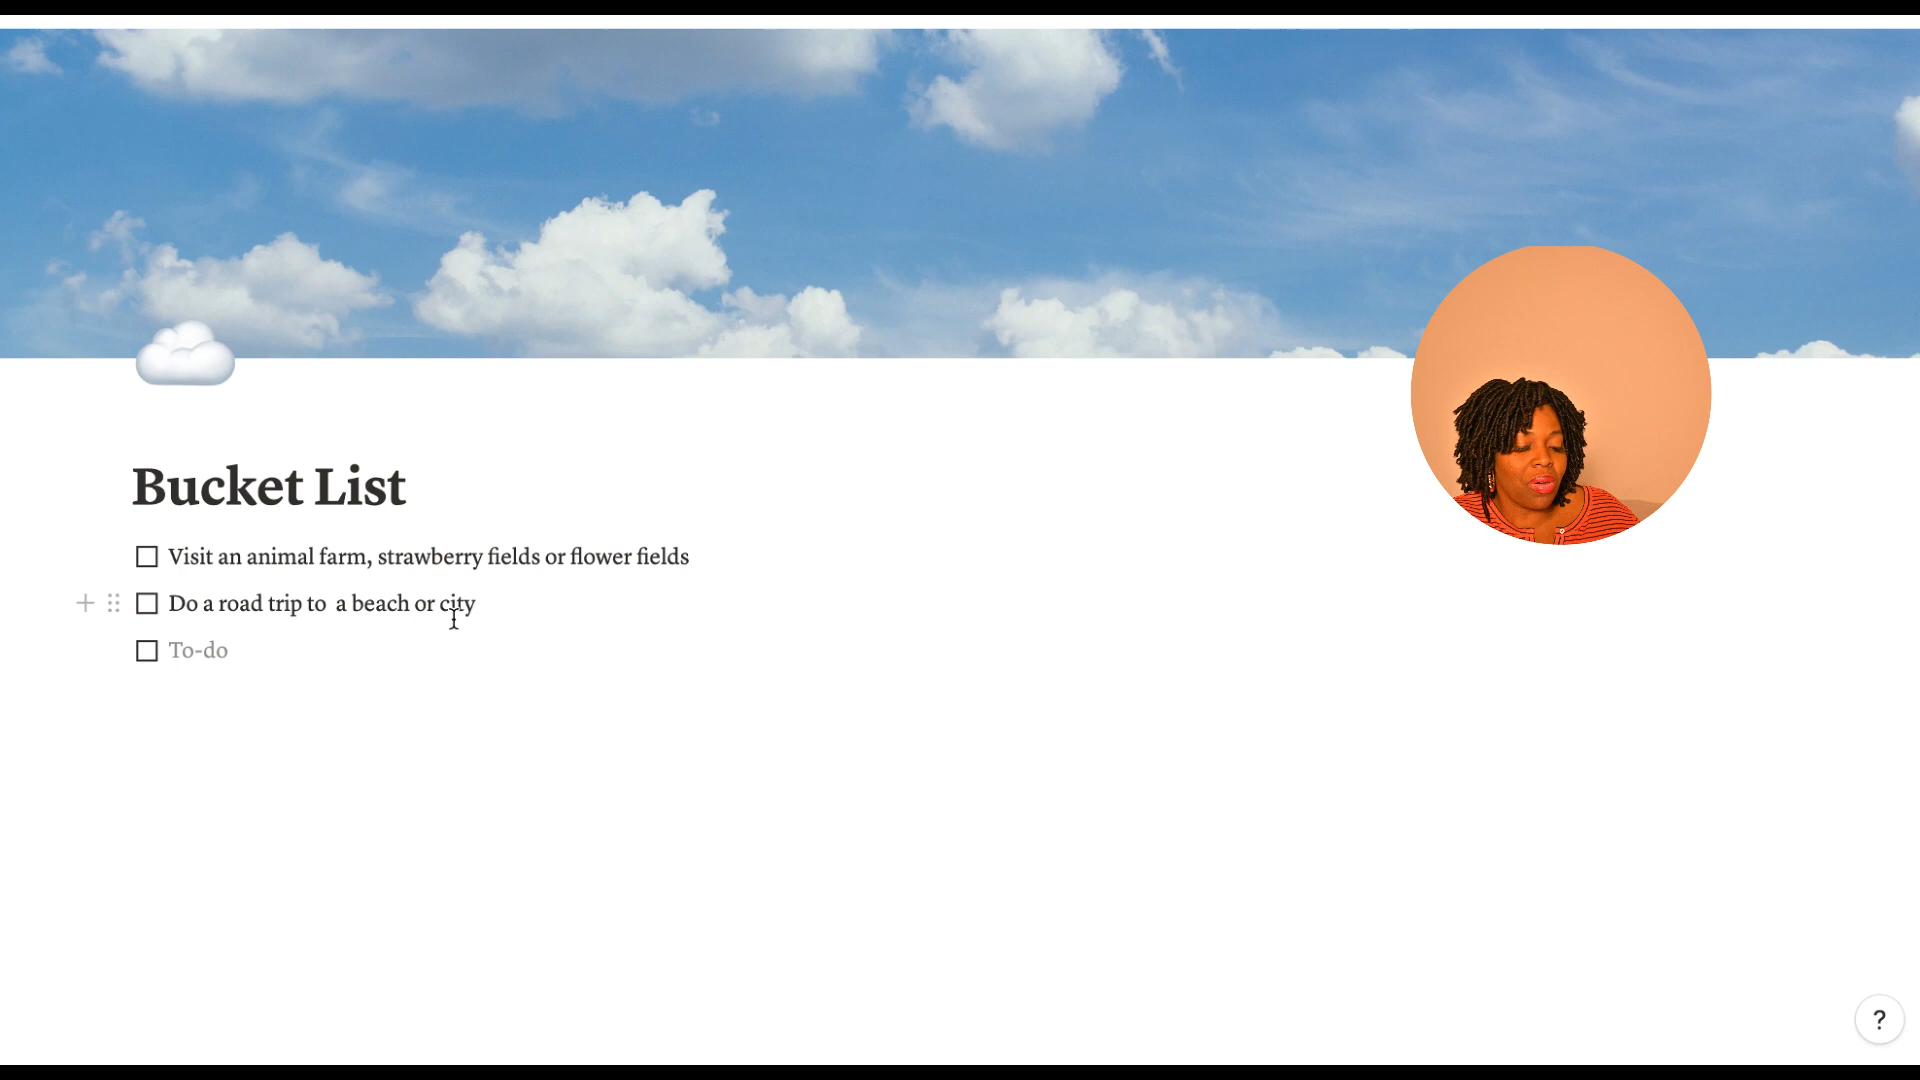 Bucket List
Visit an animal farm, strawberry fields or flower fields
Do a road trip to  a beach or city
To-do
?